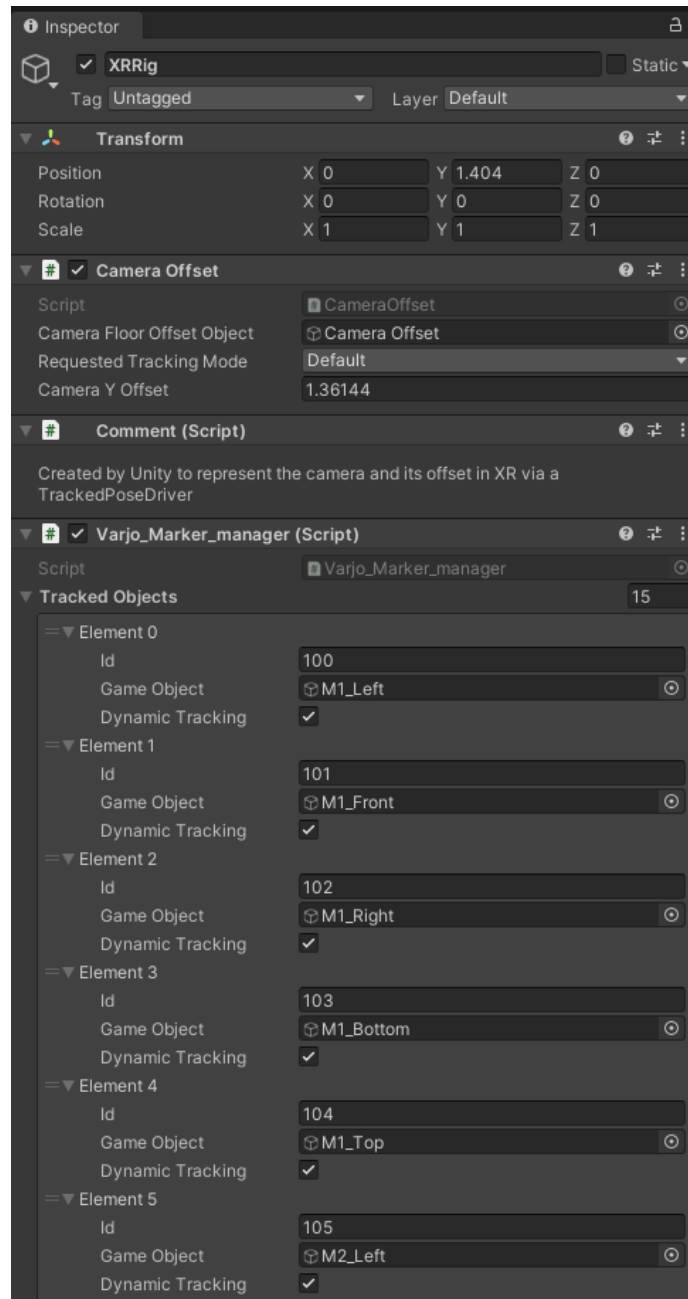 Inspector
XRRig Static
Tag Untagged Layer Default
Transform
Position X 0 Y 1.404 Z 0
Rotation X 0 Y 0 Z 0
Scale X 1 Y 1 Z 1
# Camera Offset
Script # CameraOffset
Camera Floor Offset Object Camera Offset
Requested Tracking Mode Default
Camera Y Offset 1.36144
# Comment (Script)
Created by Unity to represent the camera and its offset in XR via a
TrackedPoseDriver
# Varjo_Marker_manager (Script)
Script # Varjo_Marker_manager
Tracked Objects 15
Element 0
Id 100
Game Object M1_Left
Dynamic Tracking
Element 1
Id 101
Game Object M1_Front
Dynamic Tracking
Element 2
Id 102
Game Object M1_Right
Dynamic Tracking
Element 3
Id 103
Game Object M1_Bottom
Dynamic Tracking
Element 4
Id 104
Game Object M1_Top
Dynamic Tracking
Element 5
Id 105
Game Object M2_Left
Dynamic Tracking